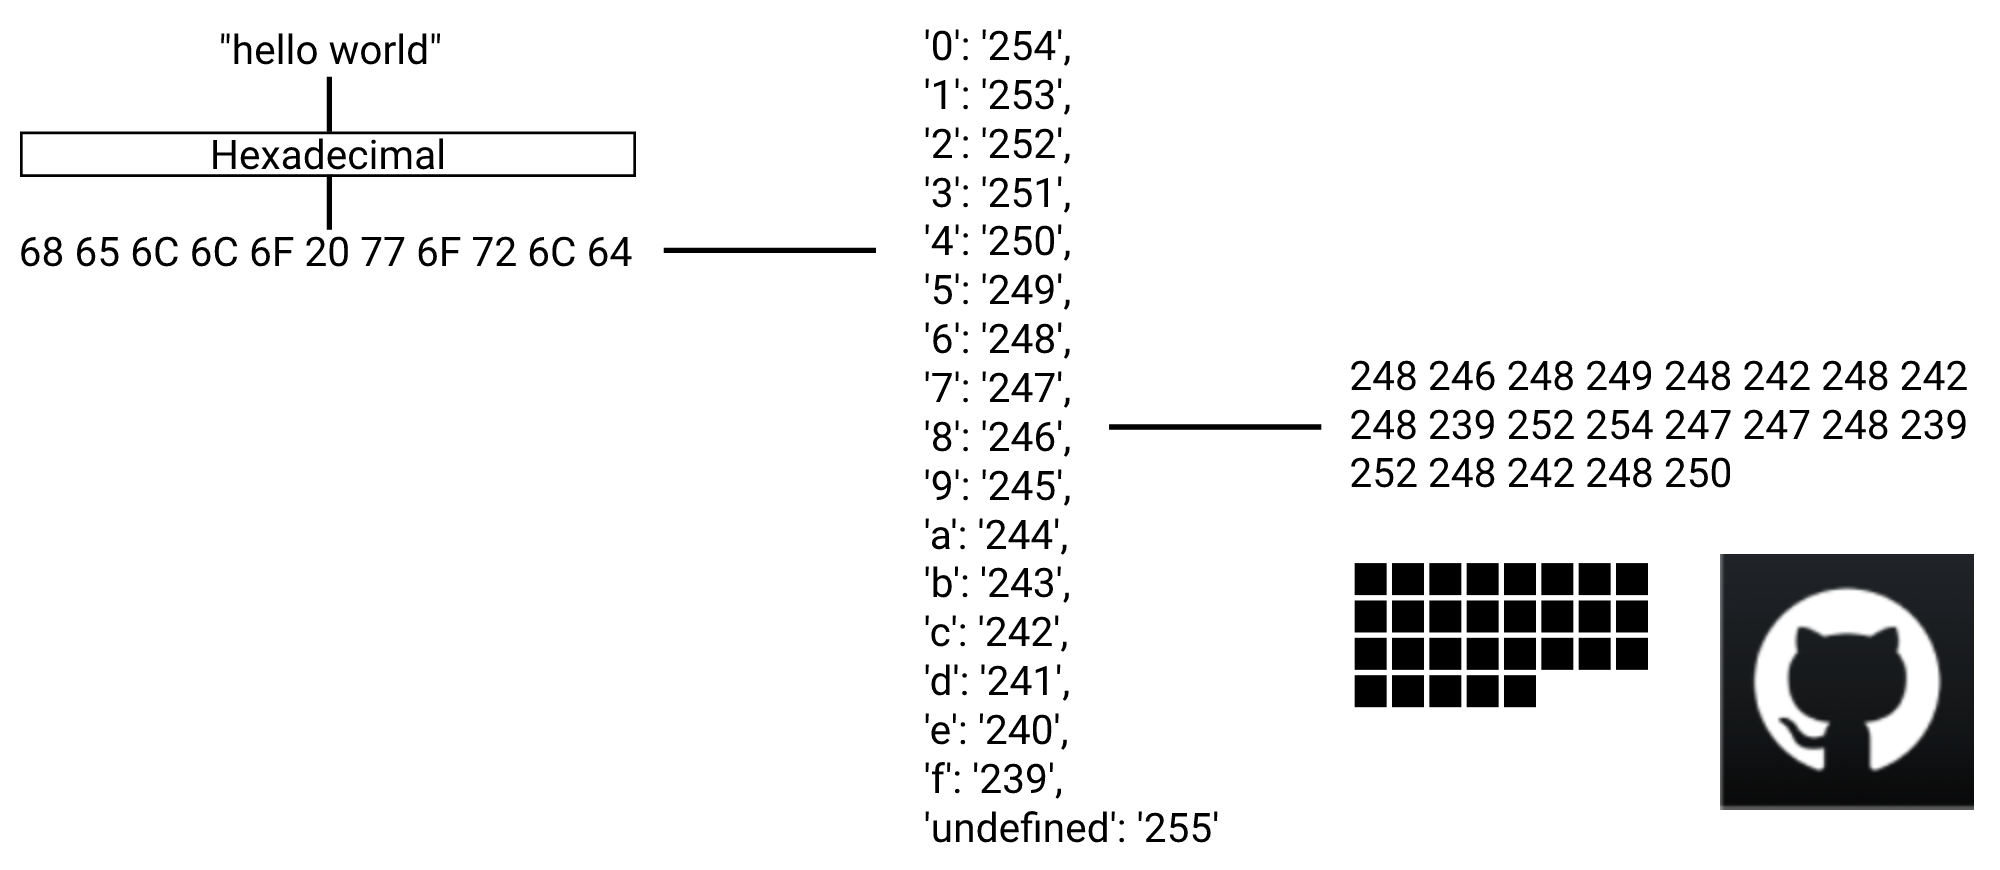 "hello world"
Hexadecimal
68 65 6C 6C 6F 20 77 6F 72 6C 64
'0': '254',
'1': '253',
'2': '252',
'3': '251',
'4': '250',
'5': '249',
'6': '248',
'7': '247',
'8': '246',
'9': '245',
'a': '244',
'b': '243',
'c': '242',
'd': '241',
'e': '240',
'f': '239',
'undefined': '255'
248 246 248 249 248 242 248 242
248 239 252 254 247 247 248 239
252 248 242 248 250